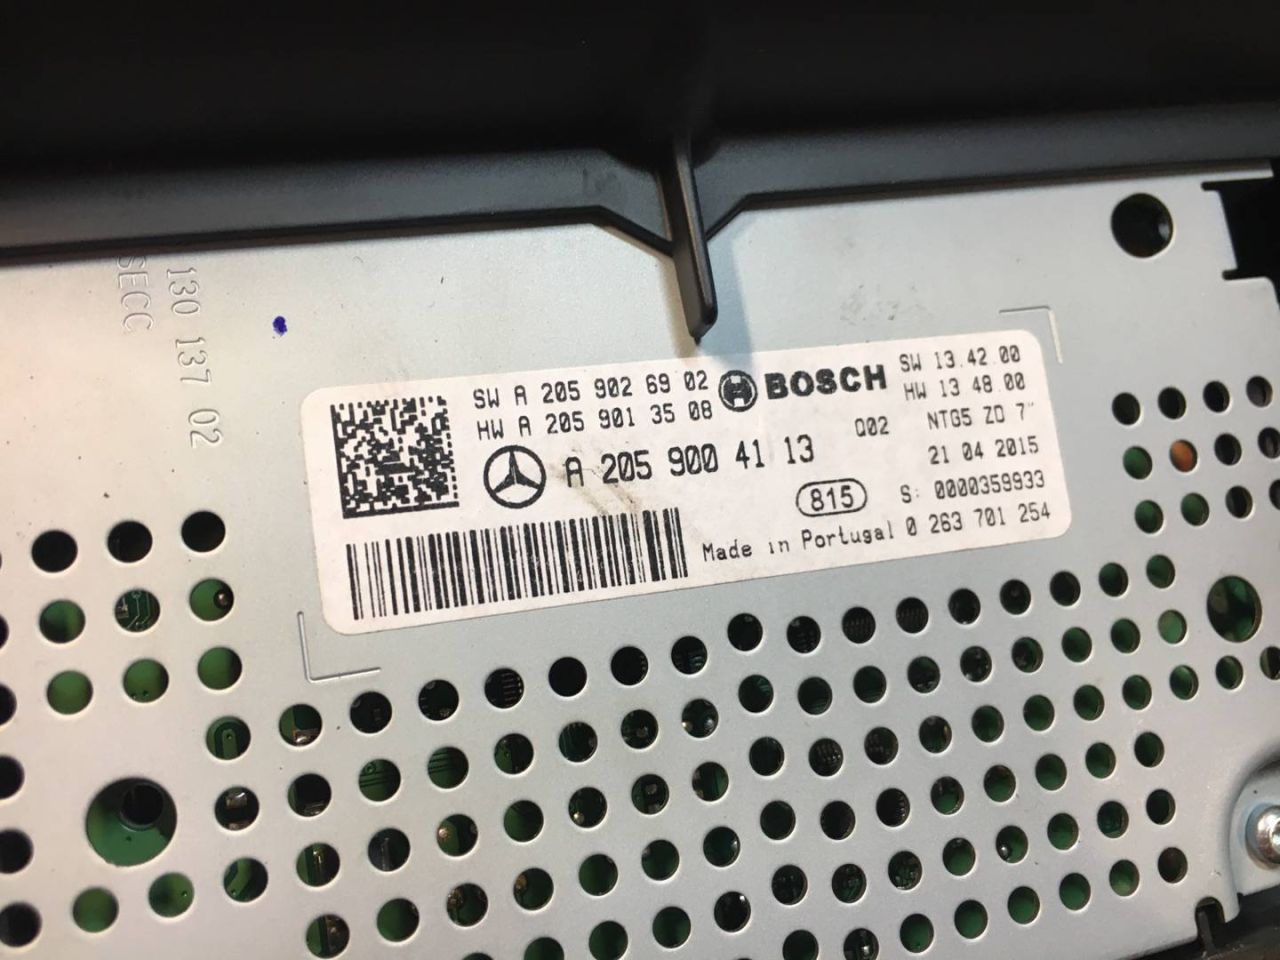 130 137 02
SECC
SW A 205 902 69 02
HW A 205 901 35 08
A 205 900 41 13
BOSCH
SW 13.42.00
HW 13 48.00
Q02 NTG5 ZD 7"
21 04 2015
815 S: 0000359933
Made in Portugal 0 263 701 254